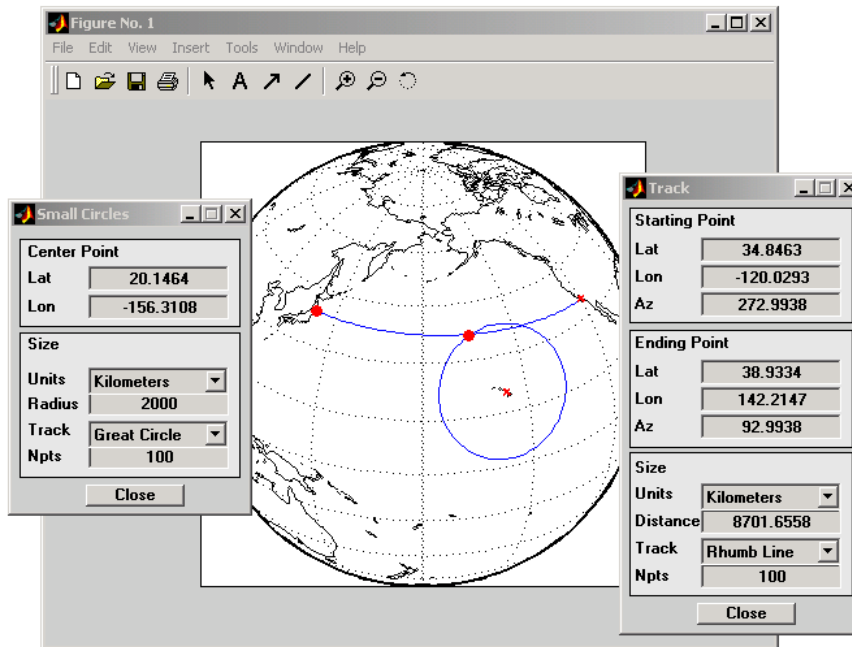 Figure No. 1
File Edit View Insert Tools Window Help
A
Small Circles
Center Point
Lat 20.1464
Lon -156.3108
Size
Units Kilometers
Radius 2000
Track Great Circle
Npts 100
Close
Track
Starting Point
Lat 34.8463
Lon -120.0293
Az 272.9938
Ending Point
Lat 38.9334
Lon 142.2147
Az 92.9938
Size
Units Kilometers
Distance 8701.6558
Track Rhumb Line
Npts 100
Close